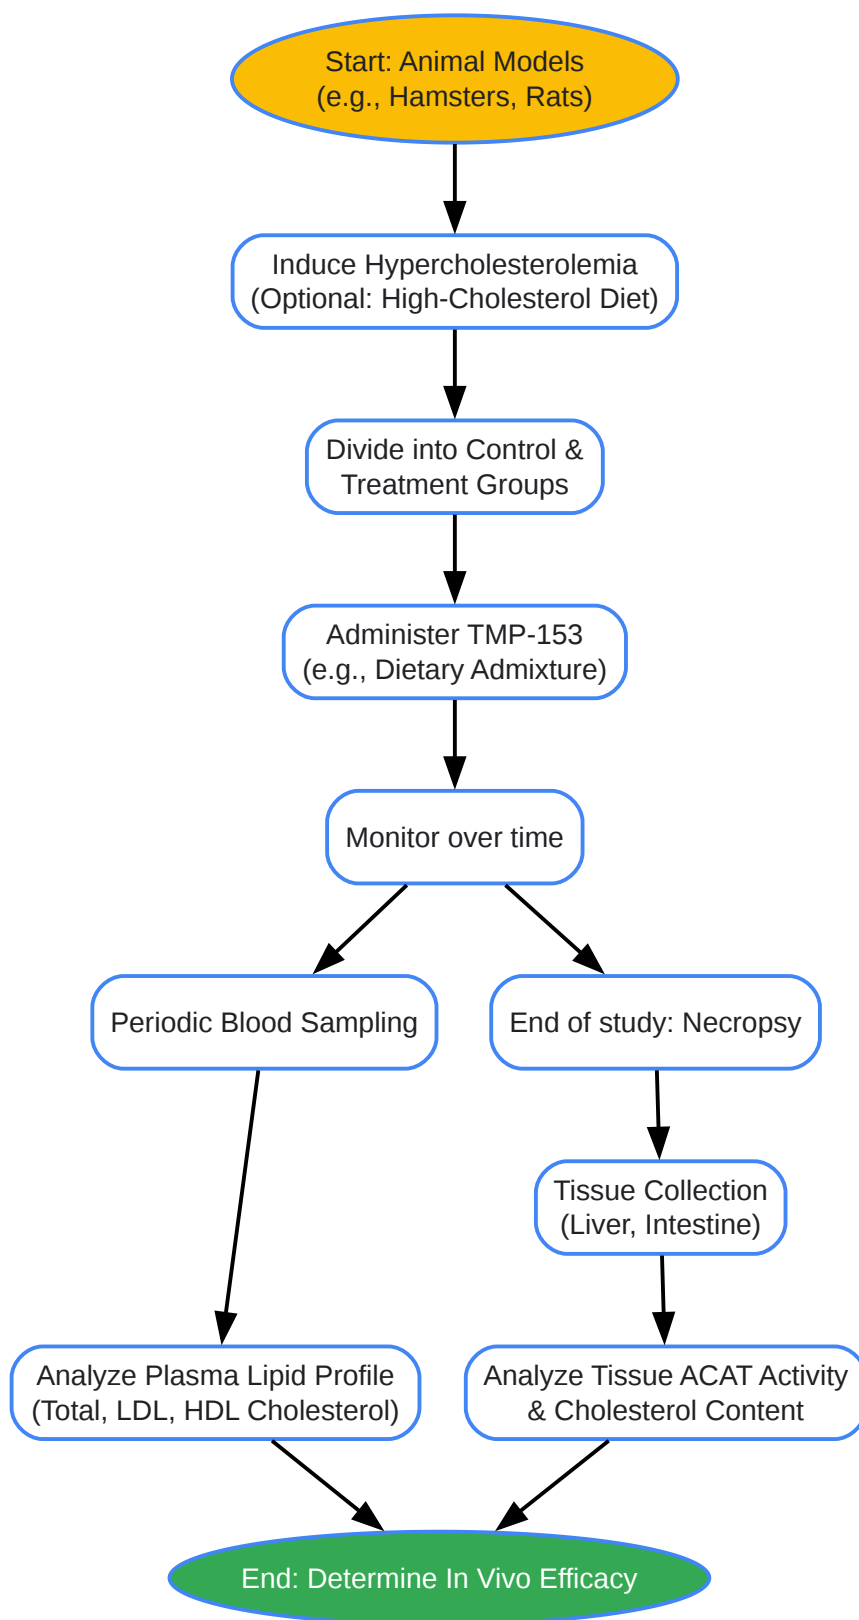 Start: Animal Models
(e.g., Hamsters, Rats)
Induce Hypercholesterolemia
(Optional: High-Cholesterol Diet)
Divide into Control &
Treatment Groups
Administer TMP-153
(e.g., Dietary Admixture)
Monitor over time
Periodic Blood Sampling
End of study: Necropsy
Tissue Collection
(Liver, Intestine)
Analyze Plasma Lipid Profile
(Total, LDL, HDL Cholesterol)
Analyze Tissue ACAT Activity
& Cholesterol Content
End: Determine In Vivo Efficacy